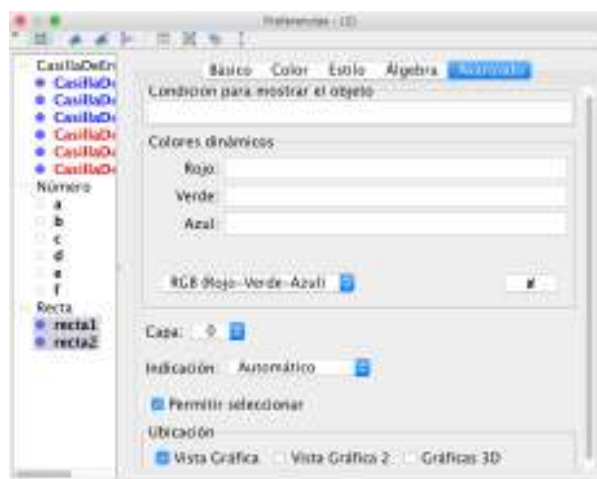 Preferencias
Básico Color Estilo Álgebra Avanzado
CasillaDeEn
CasillaDe
CasillaDe
CasillaDe
CasillaDe
CasillaDe
CasillaDe
Número
a
b
c
d
e
f
Recta
recta1
recta2
Condición para mostrar el objeto
Colores dinámicos
Rojo:
Verde:
Azul:
RGB (Rojo-Verde-Azul)
Capa: 0
Indicación: Automático
Permitir seleccionar
Ubicación
Vista Gráfica Vista Gráfica 2 Gráficas 3D